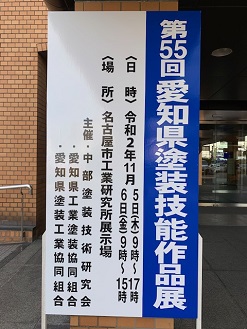 第55回 愛知県塗装技能作品展
〈日 時〉令和2年11月 5日(木)9時～17時
6日(金)9時～15時
〈場 所〉名古屋市工業研究所展示場
主催・中部塗装技術研究会
・愛知県工業塗装協同組合
・愛知県塗装工業協同組合